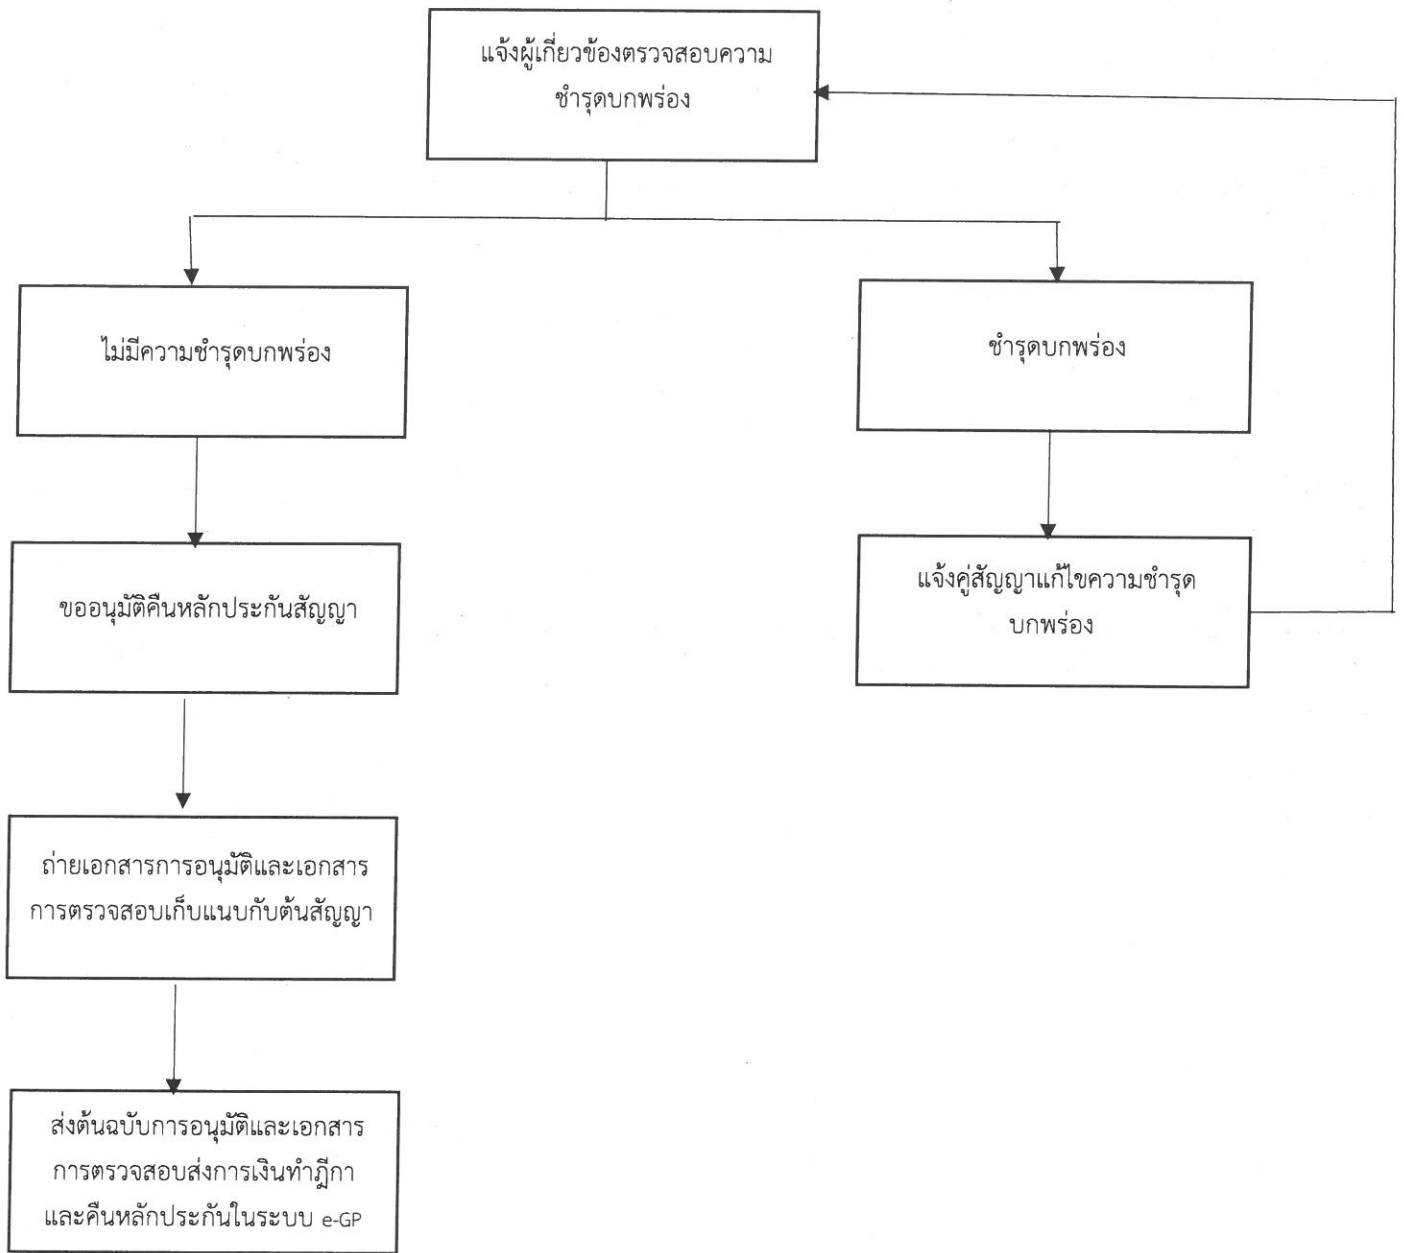 แจ้งผู้เกี่ยวข้องตรวจสอบความ
ชำรุดบกพร่อง
ไม่มีความชำรุดบกพร่อง
ชำรุดบกพร่อง
ขออนุมัติคืนหลักประกันสัญญา
แจ้งคู่สัญญาแก้ไขความชำรุด
บกพร่อง
ถ่ายเอกสารการอนุมัติและเอกสาร
การตรวจสอบเก็บแนบกับต้นสัญญา
ส่งต้นฉบับการอนุมัติและเอกสาร
การตรวจสอบส่งการเงินทำฎีกา
และคืนหลักประกันในระบบ e-GP